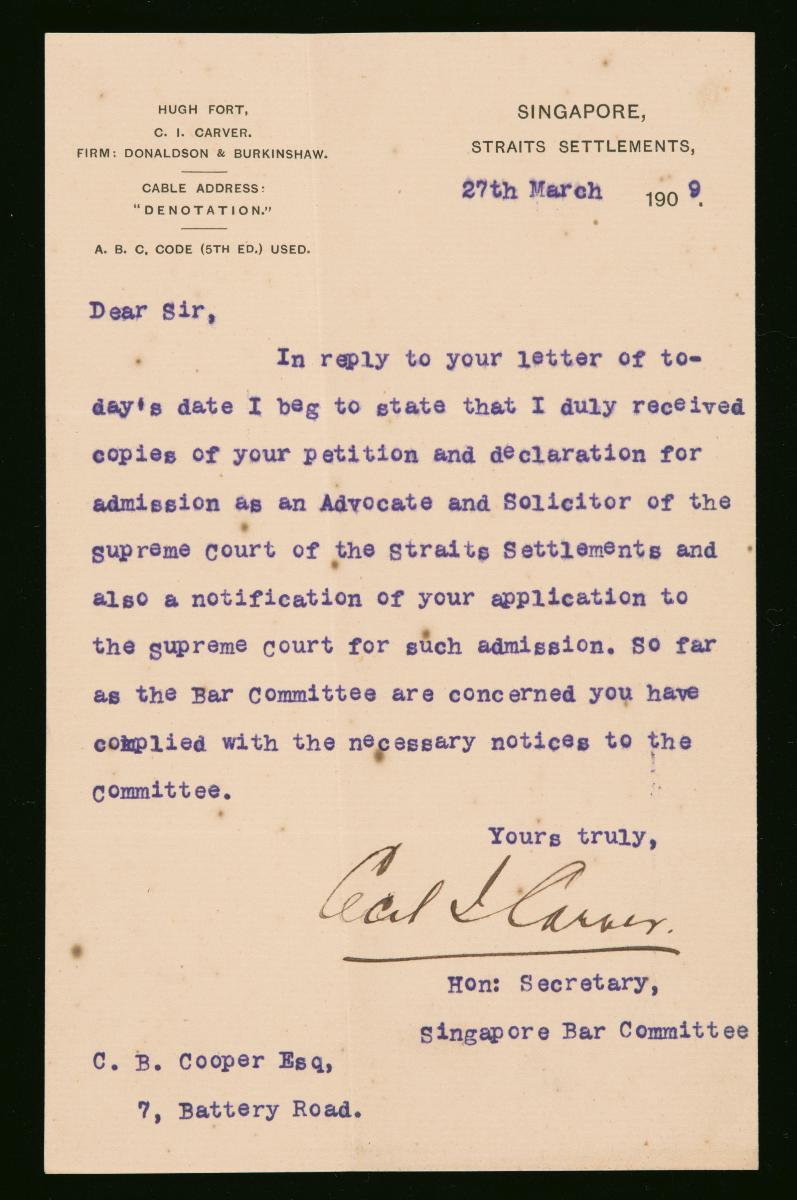 HUGH FORT,
C. I. CARVER.
FIRM: DONALDSON & BURKINSHAW.
CABLE ADDRESS:
"DENOTATION."
A. B. C. CODE (5TH ED.) USED.
SINGAPORE,
STRAITS SETTLEMENTS,
27th March 1909.
Dear Sir,
In reply to your letter of to-
day's date I beg to state that I duly received
copies of your petition and declaration for
admission as an Advocate and Solicitor of the
Supreme Court of the Straits Settlements and
also a notification of your application to
the Supreme Court for such admission. So far
as the Bar Committee are concerned you have
complied with the necessary notices to the
Committee.
Yours truly,
Cecil I Carver.
Hon: Secretary,
Singapore Bar Committee
C. B. Cooper Esq,
7, Battery Road.